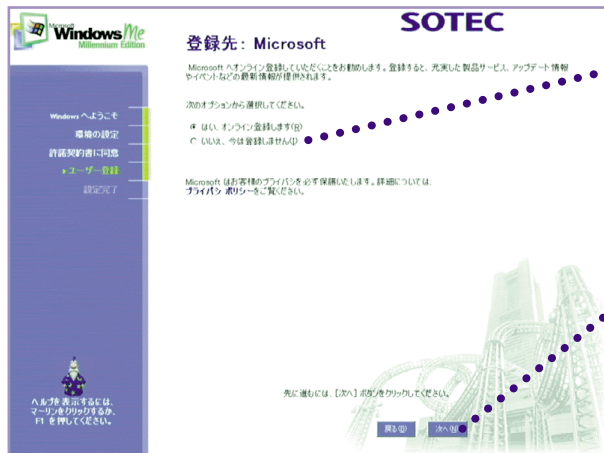 Microsoft
Windows Me
Millennium Edition
SOTEC
登録先: Microsoft
Microsoft へオンライン登録していただくことをお勧めします。登録すると、充実した製品サービス、アップデート情報
やイベントなどの最新情報が提供されます。
次のオプションから選択してください。
はい、オンライン登録します(R)
いいえ、今は登録しません(I)
Microsoft はお客様のプライバシを必ず保護いたします。詳細については、
プライバシ ポリシーをご覧ください。
Windows へようこそ
環境の設定
許諾契約書に同意
ユーザー登録
設定完了
ヘルプを表示するには、
マーリンをクリックするか、
F1 を押してください。
先に進むには、[次へ] ボタンをクリックしてください。
戻る(B)
次へ(N)